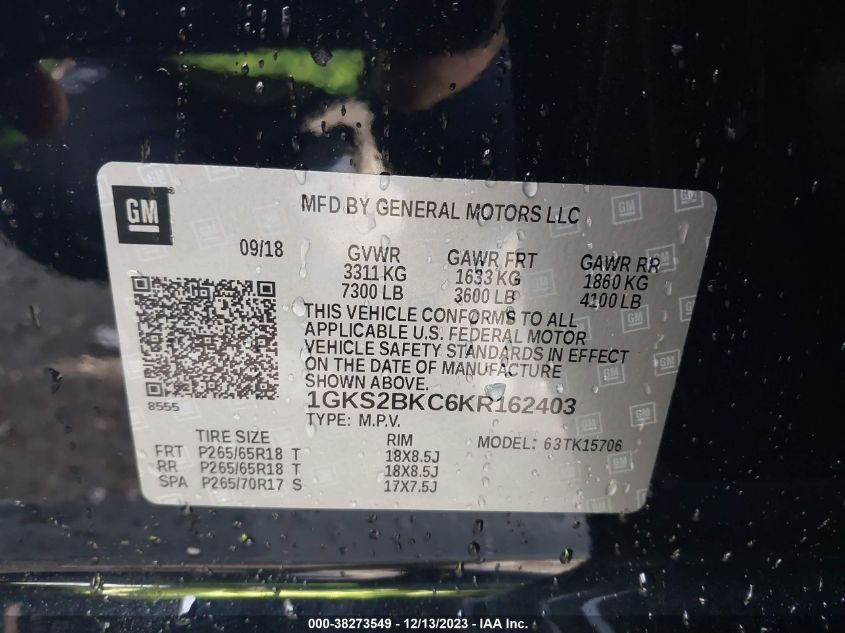 GM
MFD BY GENERAL MOTORS LLC
09/18
GVWR GAWR FRT GAWR RR
3311 KG 1633 KG 1860 KG
7300 LB 3600 LB 4100 LB
THIS VEHICLE CONFORMS TO ALL
APPLICABLE U.S. FEDERAL MOTOR
VEHICLE SAFETY STANDARDS IN EFFECT
ON THE DATE OF MANUFACTURE
SHOWN ABOVE.
8555
1GKS2BKC6KR162403
TYPE: M.P.V.
TIRE SIZE RIM MODEL: 63TK15706
FRT P265/65R18 T 18X8.5J
RR P265/65R18 T 18X8.5J
SPA P265/70R17 S 17X7.5J
000-38273549 - 12/13/2023 - IAA Inc.